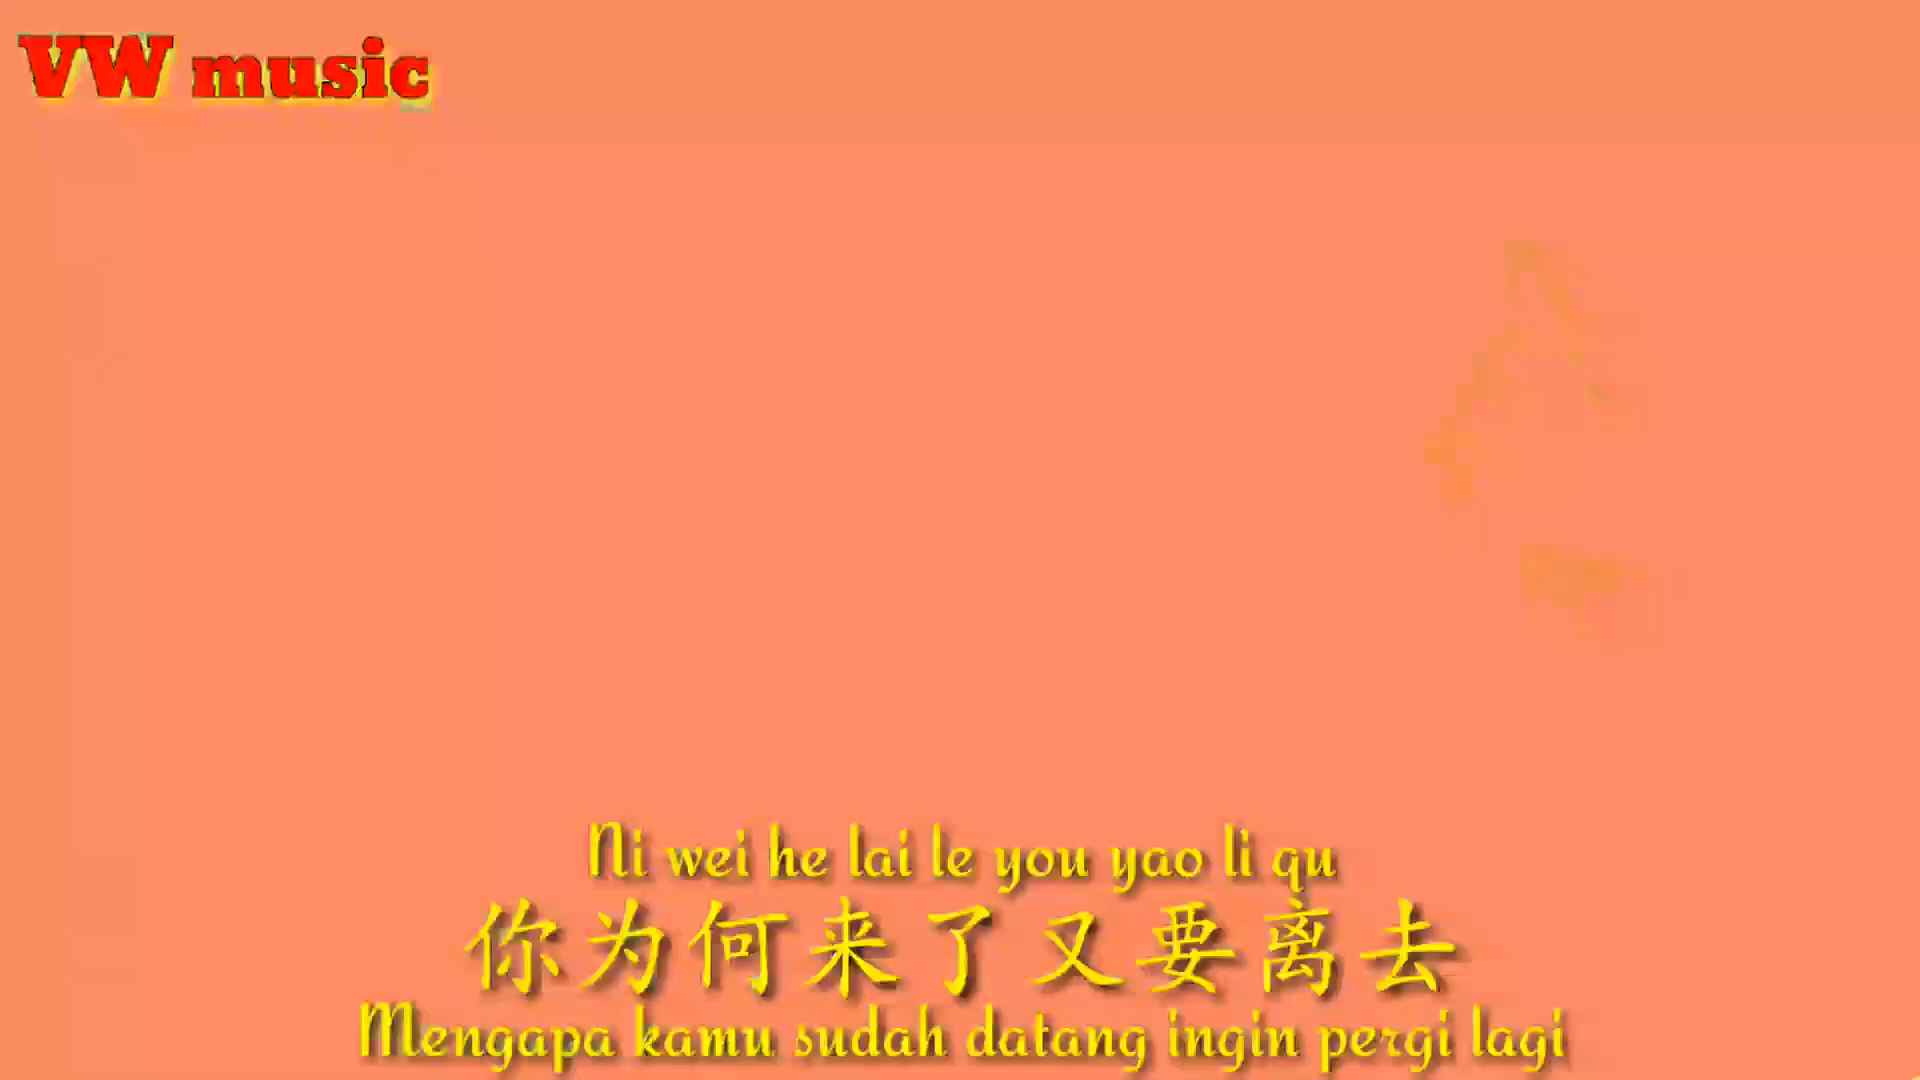 VW music
Ni wei he lai le you yao li qu
你为何来了又要离去
Mengapa kamu sudah datang ingin pergi lagi